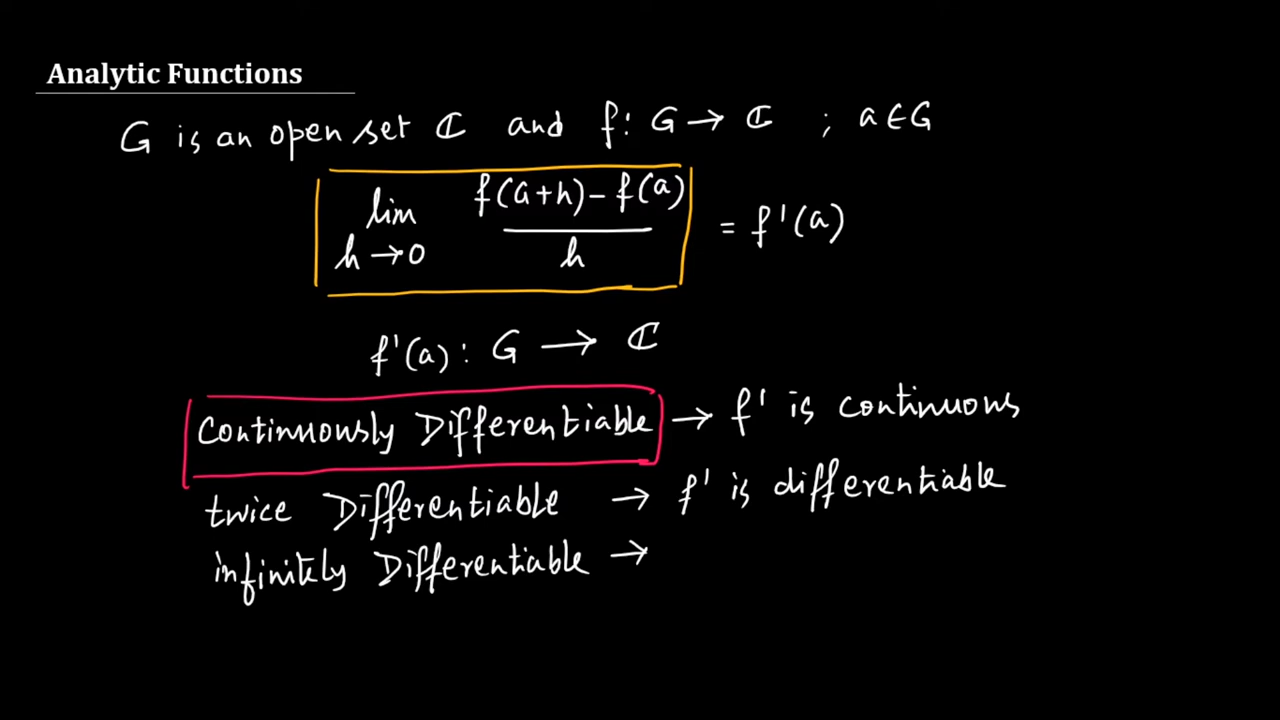 Analytic Functions
G is an open set ℂ and f: G → ℂ ; a ∈ G
lim h→0 f(a+h) – f(a) / h = f'(a)
f'(a) : G → ℂ
Continuously Differentiable → f' is continuous
twice Differentiable → f' is differentiable
infinitely Differentiable →